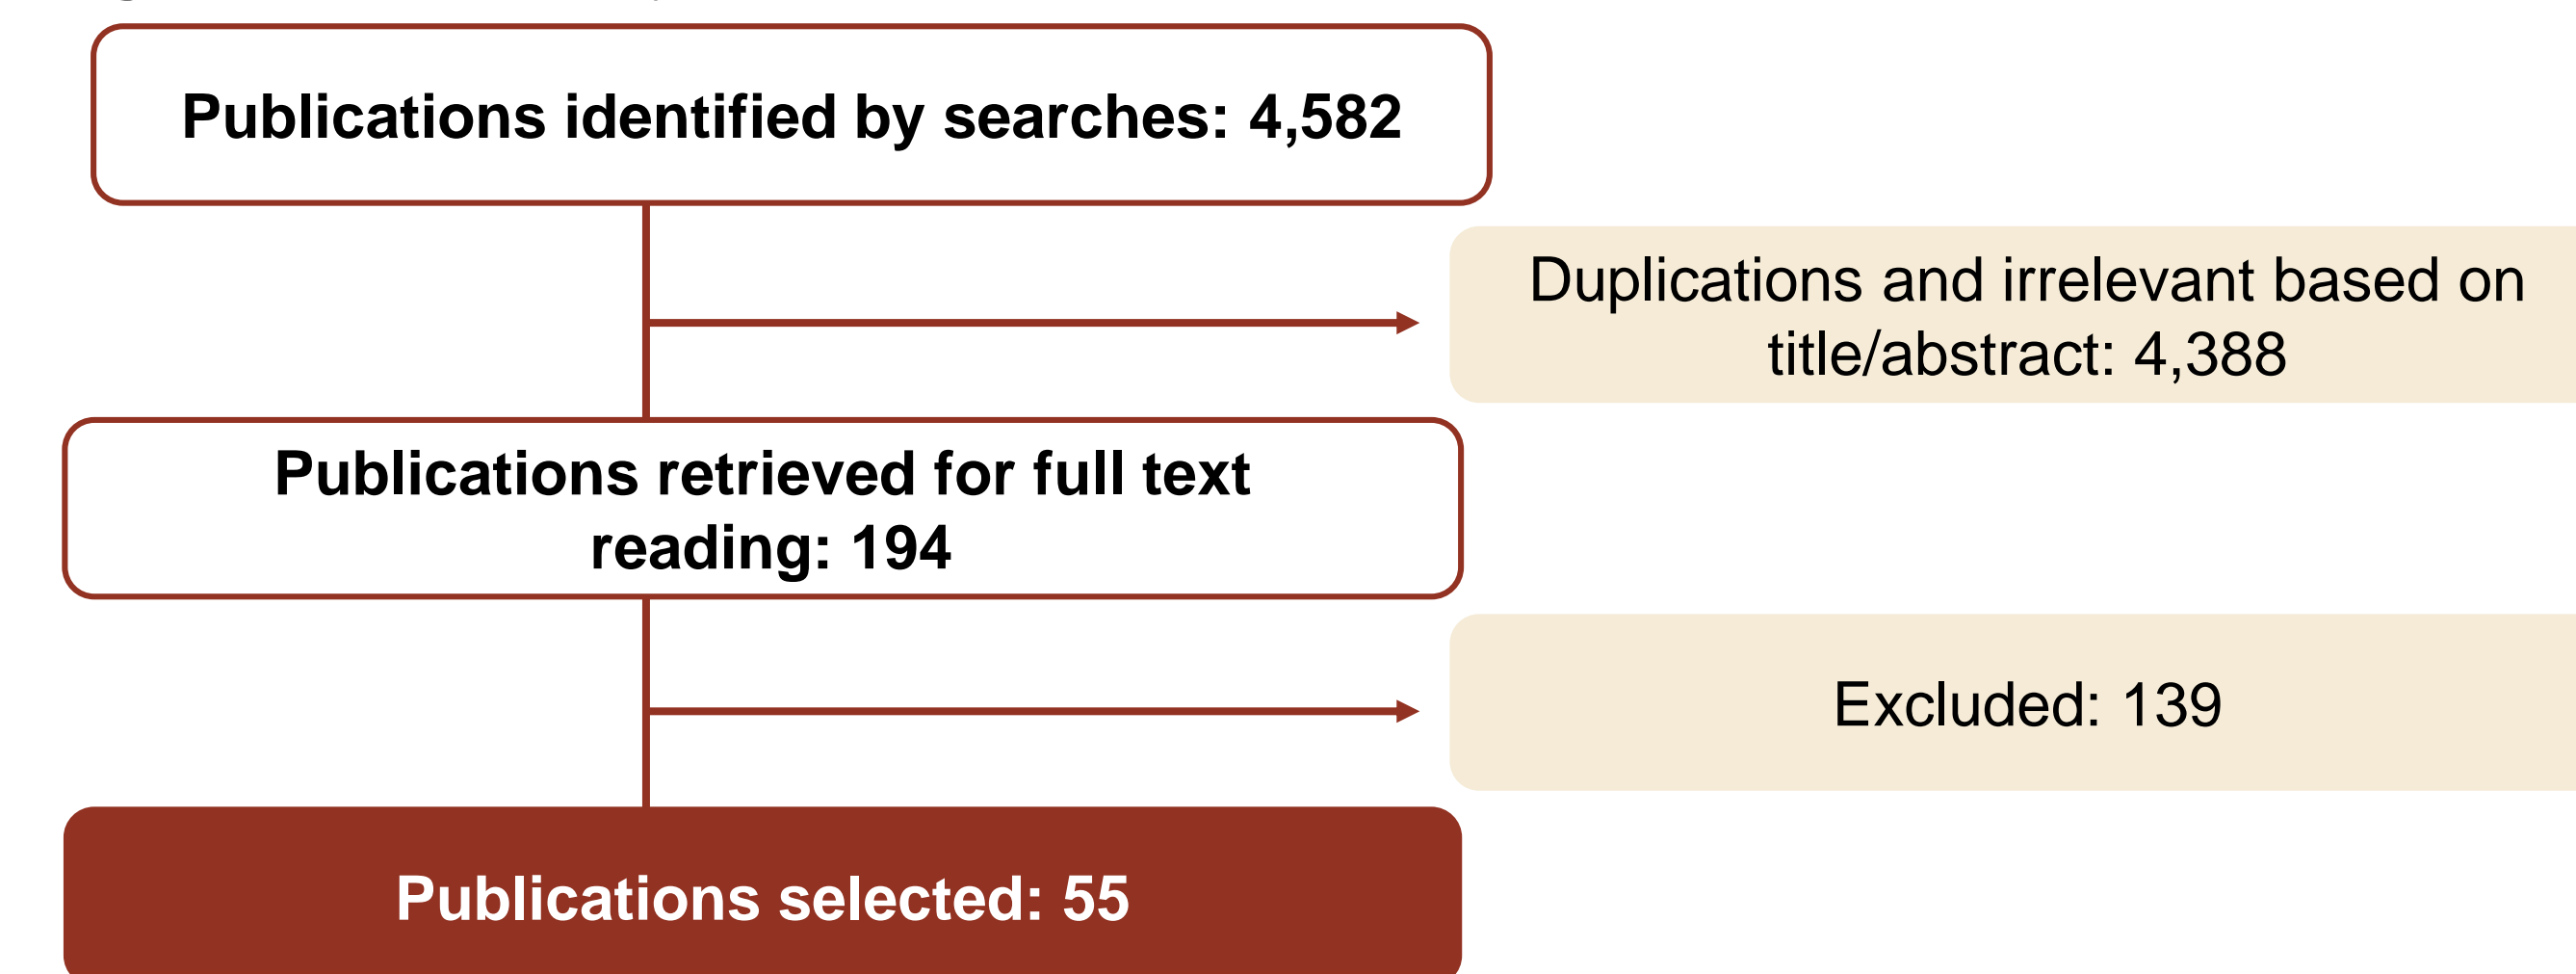 Publications identified by searches: 4,582
Duplications and irrelevant based on
title/abstract: 4,388
Publications retrieved for full text
reading: 194
Excluded: 139
Publications selected: 55